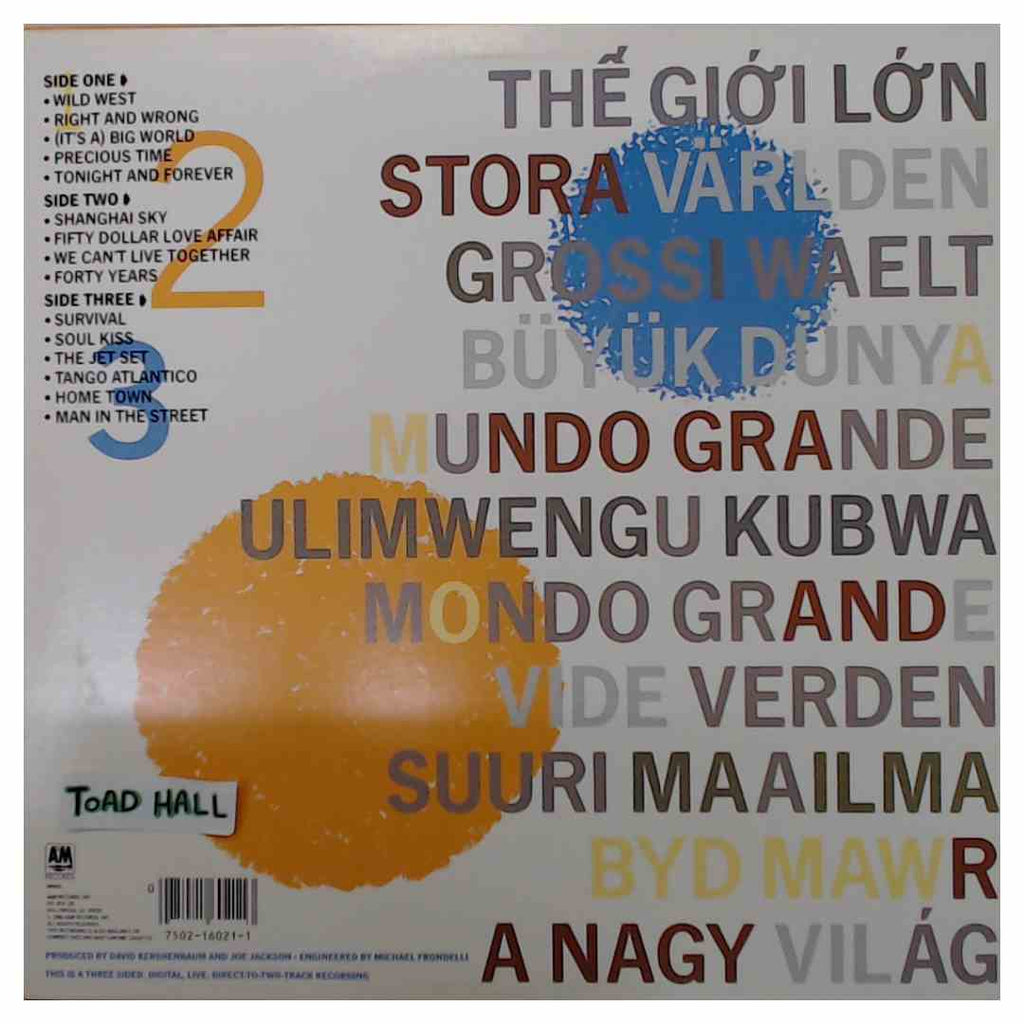 SIDE ONE
• WILD WEST
• RIGHT AND WRONG
• (IT'S A) BIG WORLD
• PRECIOUS TIME
• TONIGHT AND FOREVER
SIDE TWO
• SHANGHAI SKY
• FIFTY DOLLAR LOVE AFFAIR
• WE CAN'T LIVE TOGETHER
• FORTY YEARS
SIDE THREE
• SURVIVAL
• SOUL KISS
• THE JET SET
• TANGO ATLANTICO
• HOME TOWN
• MAN IN THE STREET
1
2
3
THẾ GIỚI LỚN
STORA VÄRLDEN
GROSSI WAELT
BÜYÜK DÜNYA
MUNDO GRANDE
ULIMWENGU KUBWA
MONDO GRANDE
VIDE VERDEN
SUURI MAAILMA
BYD MAWR
A NAGY VILÁG
TOAD HALL
AM
RECORDS
0
7502-16021-1
PRODUCED BY DAVID KERSHENBAUM AND JOE JACKSON • ENGINEERED BY MICHAEL FRONDELLI
THIS IS A THREE SIDED, DIGITAL, LIVE, DIRECT-TO-TWO-TRACK RECORDING